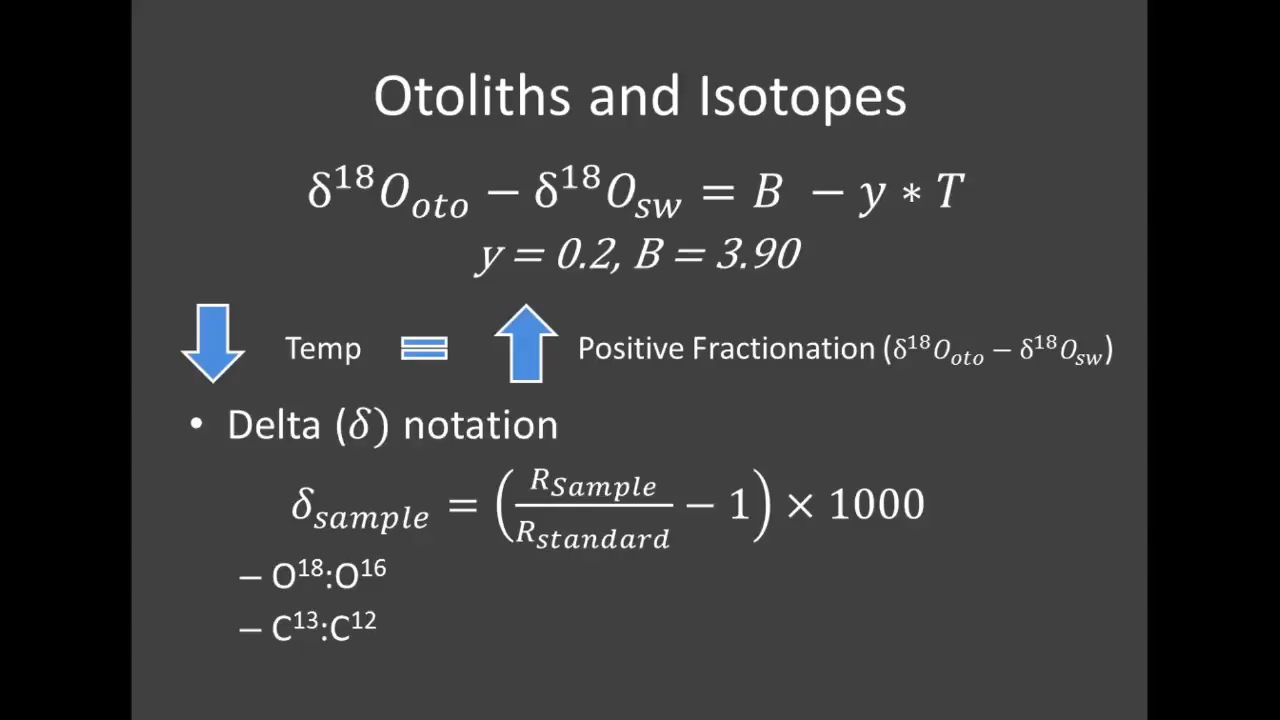 Otoliths and Isotopes
δ¹⁸O_oto − δ¹⁸O_sw = B − y ∗ T
y = 0.2, B = 3.90
Temp = Positive Fractionation (δ¹⁸O_oto − δ¹⁸O_sw)
• Delta (δ) notation
δ_sample = (R_Sample / R_standard − 1) × 1000
– O¹⁸:O¹⁶
– C¹³:C¹²